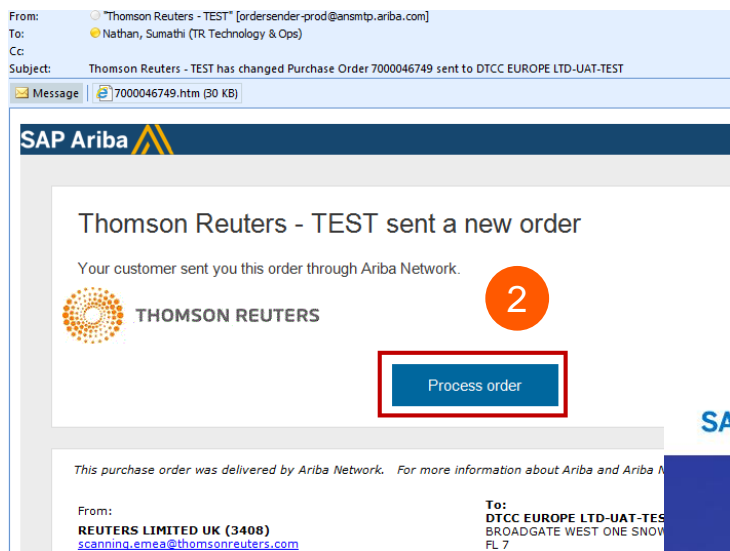 From: "Thomson Reuters - TEST" [ordersender-prod@ansmtp.ariba.com]
To: Nathan, Sumathi (TR Technology & Ops)
Cc:
Subject: Thomson Reuters - TEST has changed Purchase Order 7000046749 sent to DTCC EUROPE LTD-UAT-TEST
Message 7000046749.htm (30 KB)
SAP Ariba
Thomson Reuters - TEST sent a new order
Your customer sent you this order through Ariba Network.
2
THOMSON REUTERS
Process order
SA
This purchase order was delivered by Ariba Network. For more information about Ariba and Ariba
From:
REUTERS LIMITED UK (3408)
scanning.emea@thomsonreuters.com
To:
DTCC EUROPE LTD-UAT-TES
BROADGATE WEST ONE SNOW
FL 7